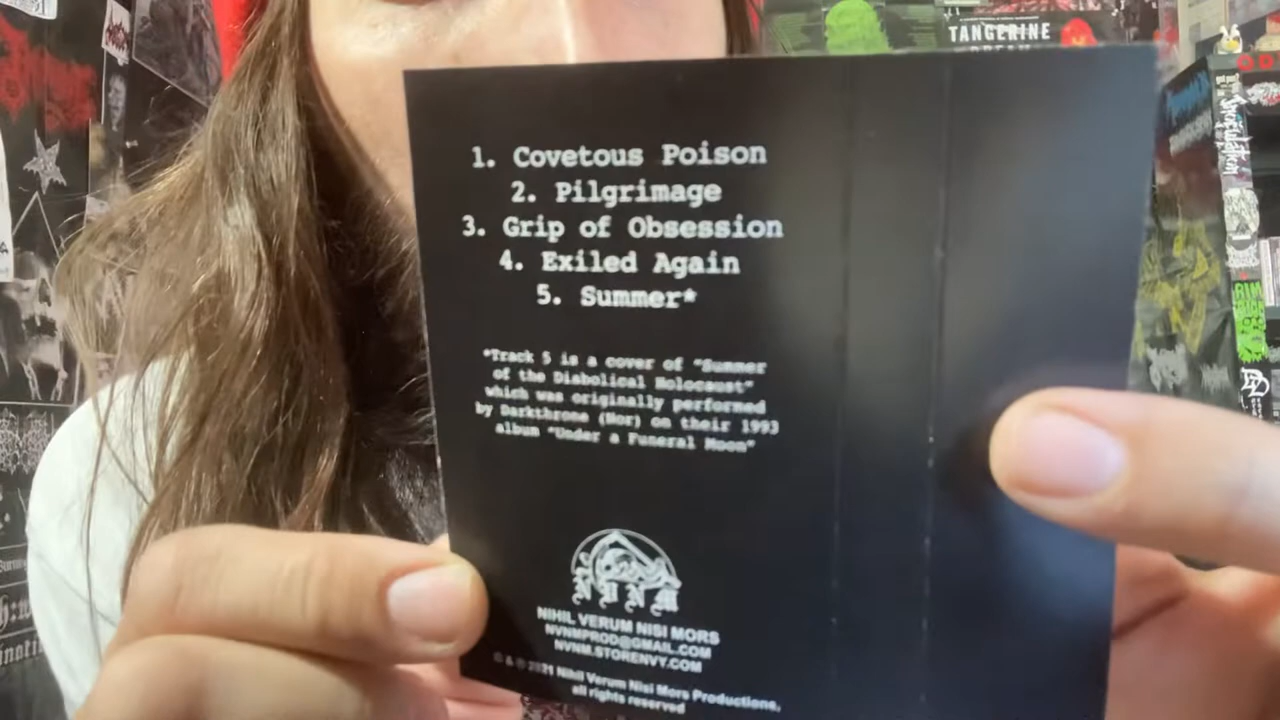 TANGERINE
DREAM
1. Covetous Poison
2. Pilgrimage
3. Grip of Obsession
4. Exiled Again
5. Summer*
*Track 5 is a cover of "Summer
of the Diabolical Holocaust"
which was originally performed
by Darkthrone (Nor) on their 1993
album "Under a Funeral Moon"
NVNM
NIHIL VERUM NISI MORS
NVNMPROD@GMAIL.COM
NVNM.STORENVY.COM
© & ℗ 2021 Nihil Verum Nisi Mors Productions,
all rights reserved